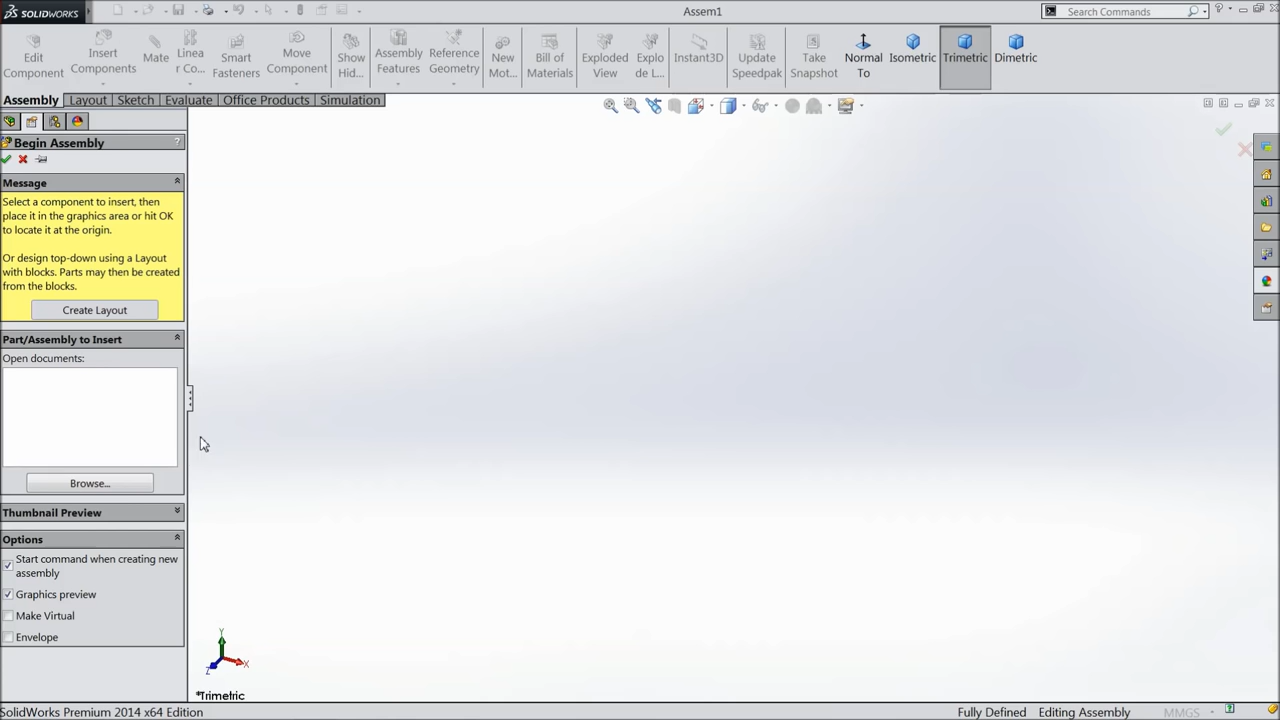 SOLIDWORKS
Assem1
Search Commands
Edit
Component
Insert
Components
Mate
Linea
r Co...
Smart
Fasteners
Move
Component
Show
Hid...
Assembly
Features
Reference
Geometry
New
Mot...
Bill of
Materials
Exploded
View
Explo
de L...
Instant3D
Update
Speedpak
Take
Snapshot
Normal
To
Isometric
Trimetric
Dimetric
Assembly Layout Sketch Evaluate Office Products Simulation
Begin Assembly
?
Message
Select a component to insert, then
place it in the graphics area or hit OK
to locate it at the origin.
Or design top-down using a Layout
with blocks. Parts may then be created
from the blocks.
Create Layout
Part/Assembly to Insert
Open documents:
Browse...
Thumbnail Preview
Options
Start command when creating new
assembly
Graphics preview
Make Virtual
Envelope
Y
X
Z
*Trimetric
SolidWorks Premium 2014 x64 Edition
Fully Defined
Editing Assembly
MMGS